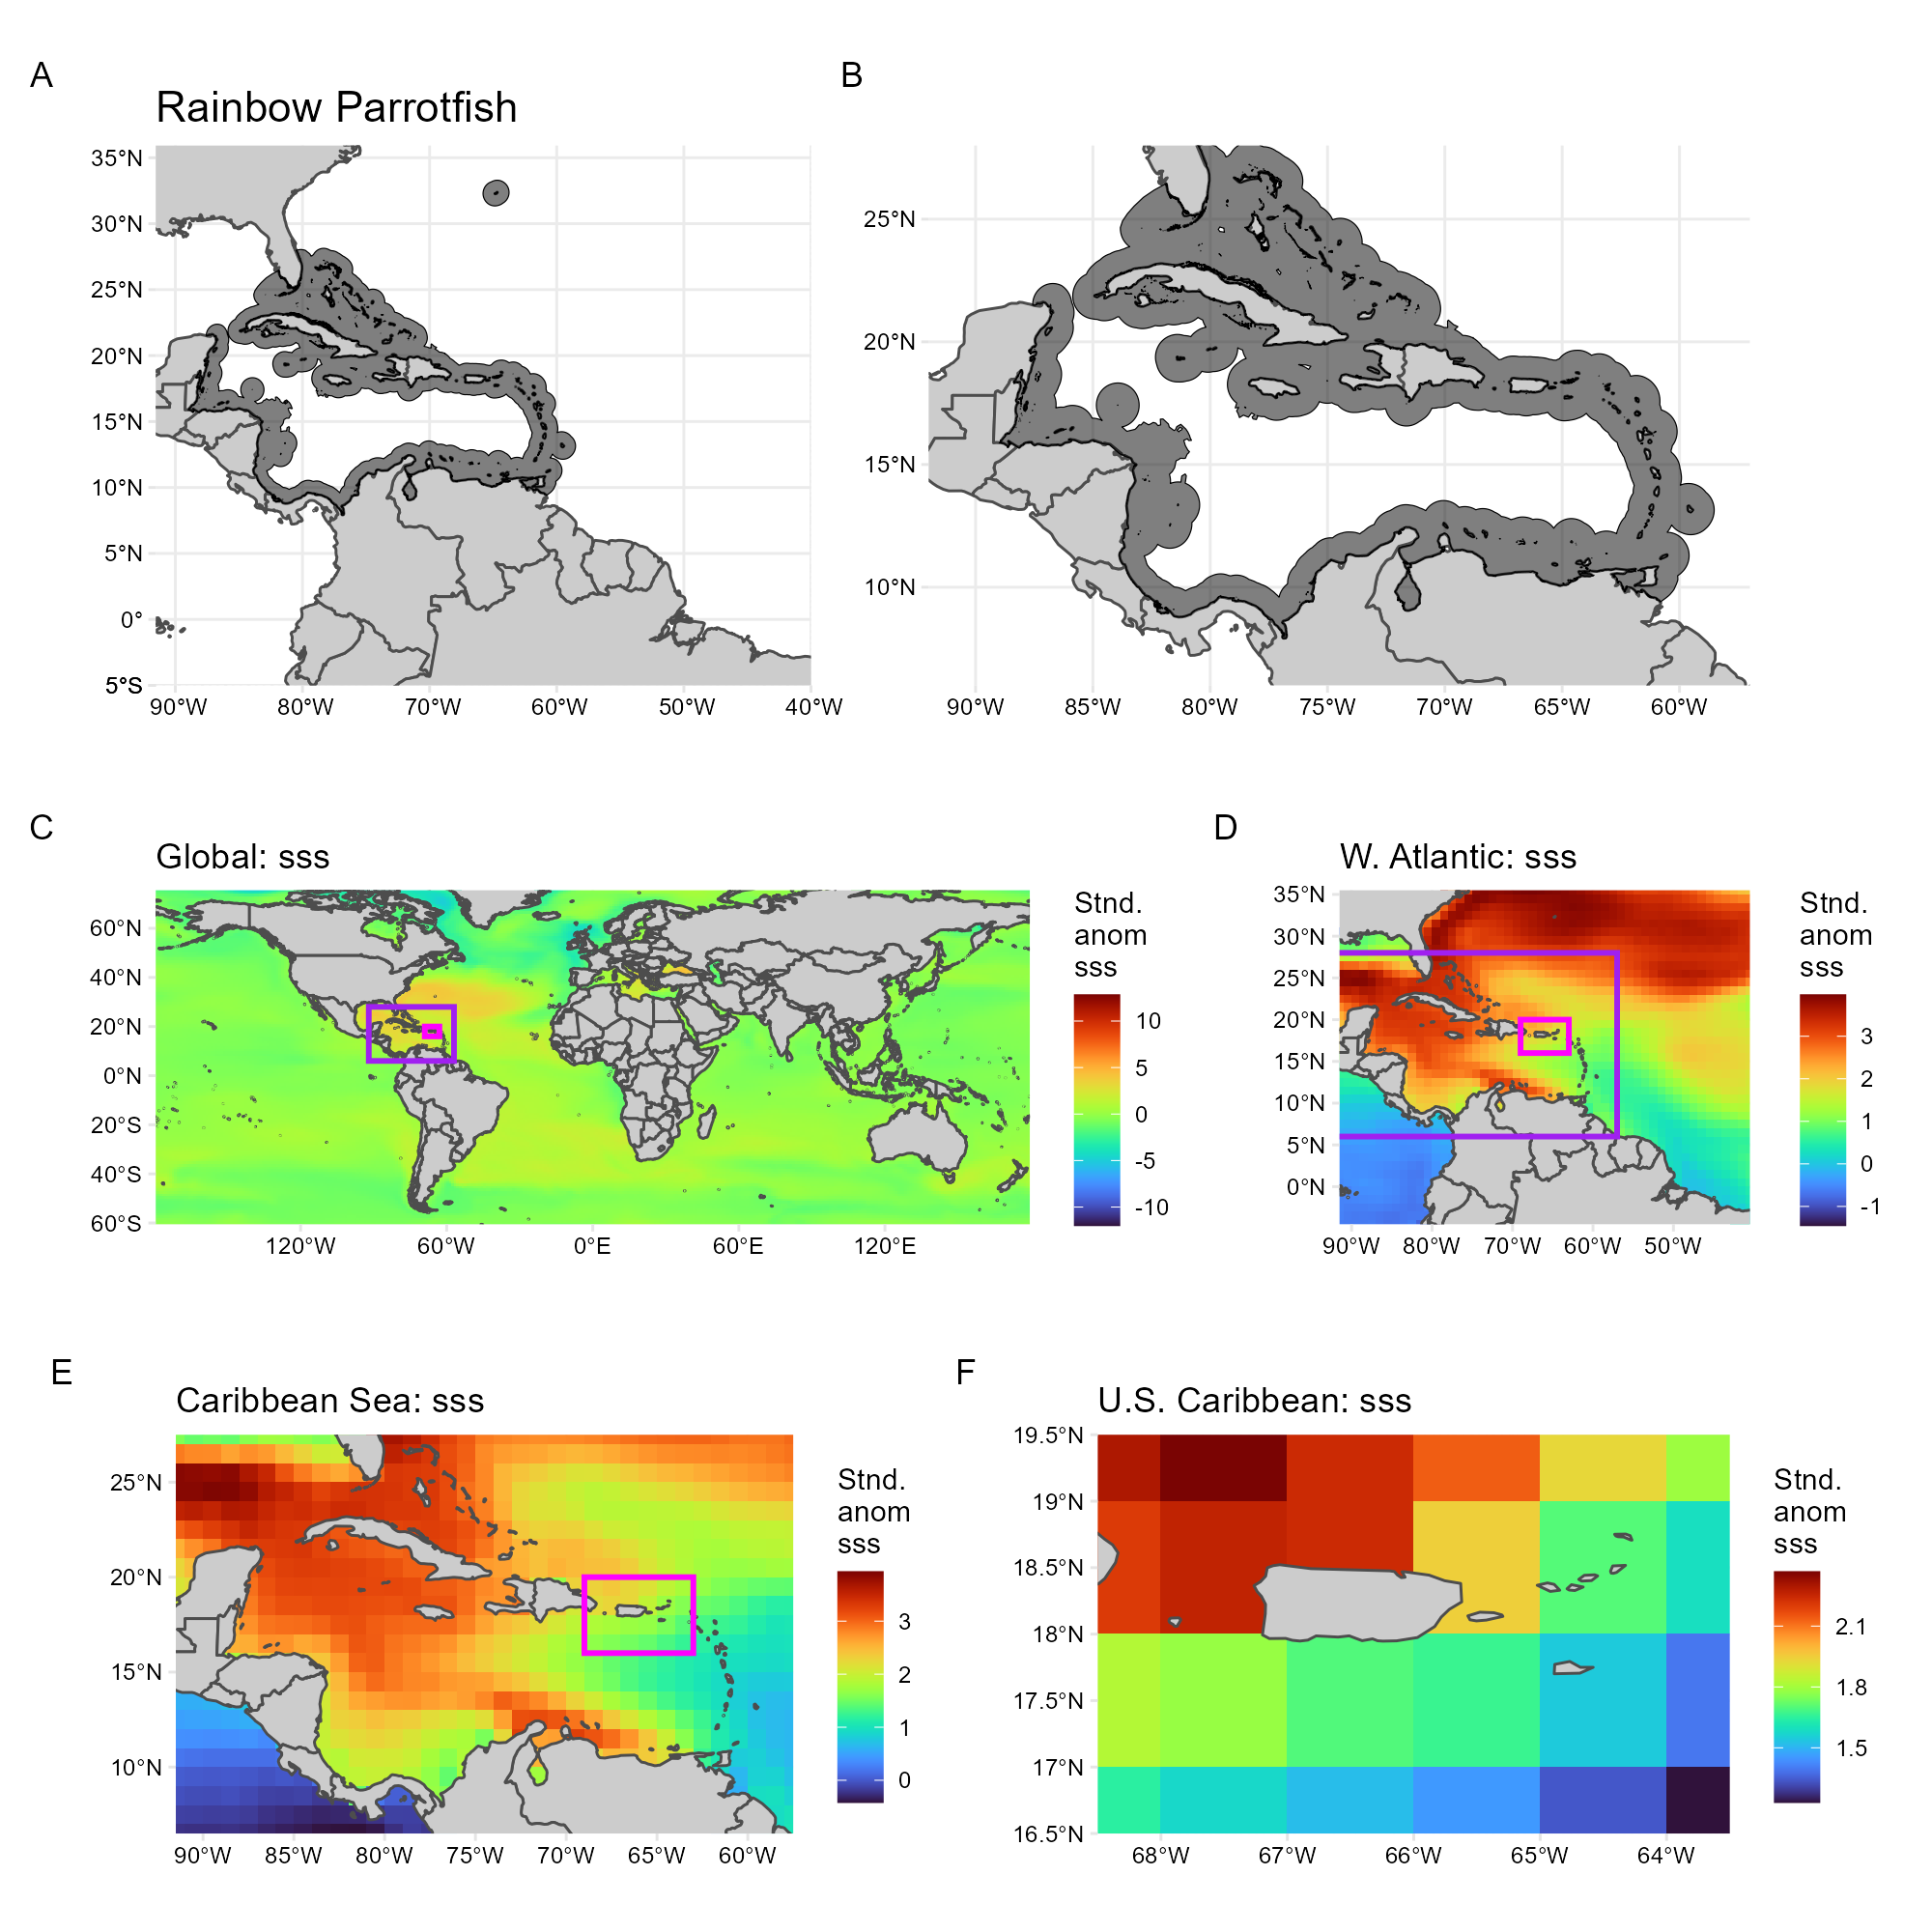 A
Rainbow Parrotfish
35°N
30°N
25°N
20°N
15°N
10°N
5°N
0°
5°S
90°W 80°W 70°W 60°W 50°W 40°W
B
25°N
20°N
15°N
10°N
90°W 85°W 80°W 75°W 70°W 65°W 60°W
C
Global: sss
60°N
40°N
20°N
0°N
20°S
40°S
60°S
120°W 60°W 0°E 60°E 120°E
Stnd.
anom
sss
10
5
0
-5
-10
D
W. Atlantic: sss
35°N
30°N
25°N
20°N
15°N
10°N
5°N
0°N
90°W 80°W 70°W 60°W 50°W
Stnd.
anom
sss
3
2
1
0
-1
E
Caribbean Sea: sss
25°N
20°N
15°N
10°N
90°W 85°W 80°W 75°W 70°W 65°W 60°W
Stnd.
anom
sss
3
2
1
0
F
U.S. Caribbean: sss
19.5°N
19°N
18.5°N
18°N
17.5°N
17°N
16.5°N
68°W 67°W 66°W 65°W 64°W
Stnd.
anom
sss
2.1
1.8
1.5